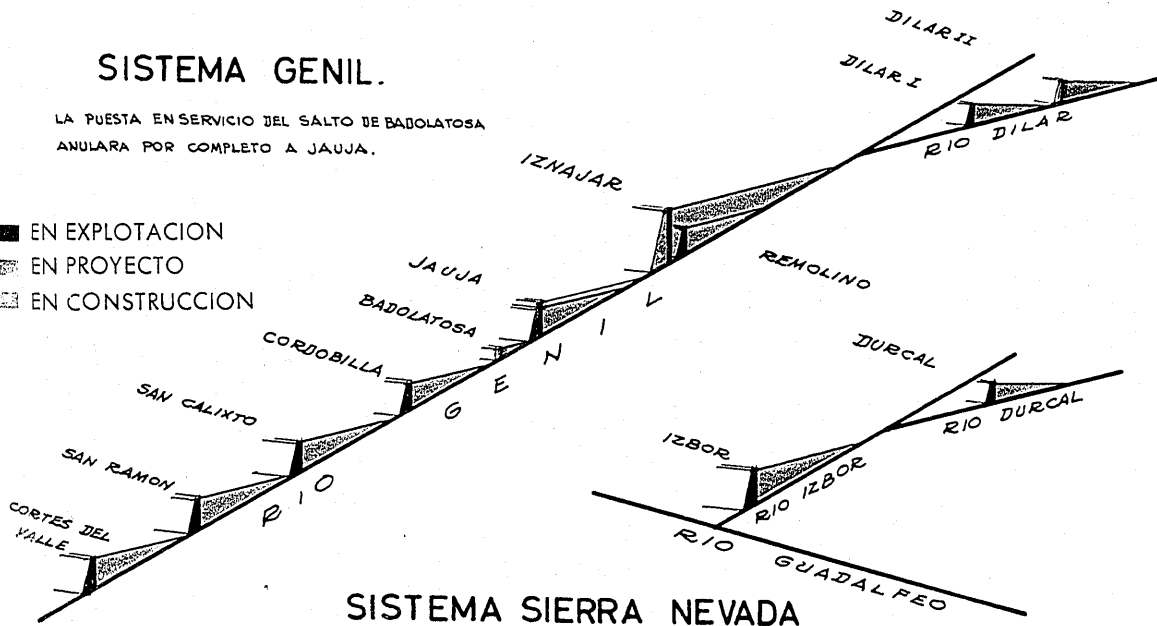 SISTEMA GENIL.
LA PUESTA EN SERVICIO DEL SALTO DE BADOLATOSA
ANULARA POR COMPLETO A JAUJA.
EN EXPLOTACION
EN PROYECTO
EN CONSTRUCCION
DILAR II
DILAR I
RIO DILAR
IZNAJAR
REMOLINO
JAUJA
BADOLATOSA
CORDOBILLA
SAN CALIXTO
SAN RAMON
CORTES DEL
VALLE
RIO GENIL
DURCAL
RIO DURCAL
IZBOR
RIO IZBOR
RIO GUADALFEO
SISTEMA SIERRA NEVADA